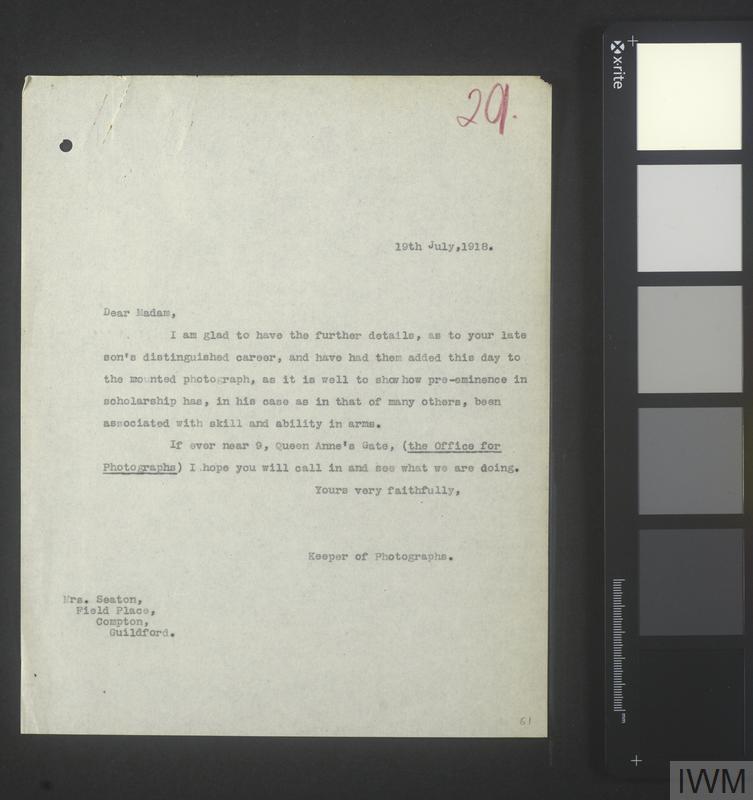 29.
19th July,1918.
Dear Madam,
I am glad to have the further details, as to your late
son's distinguished career, and have had them added this day to
the mounted photograph, as it is well to show how pre-eminence in
scholarship has, in his case as in that of many others, been
associated with skill and ability in arms.
If ever near 9, Queen Anne's Gate, (the Office for
Photographs) I hope you will call in and see what we are doing.
Yours very faithfully,
Keeper of Photographs.
Mrs. Seaton,
Field Place,
Compton,
Guildford.
61
x·rite
mm
IWM